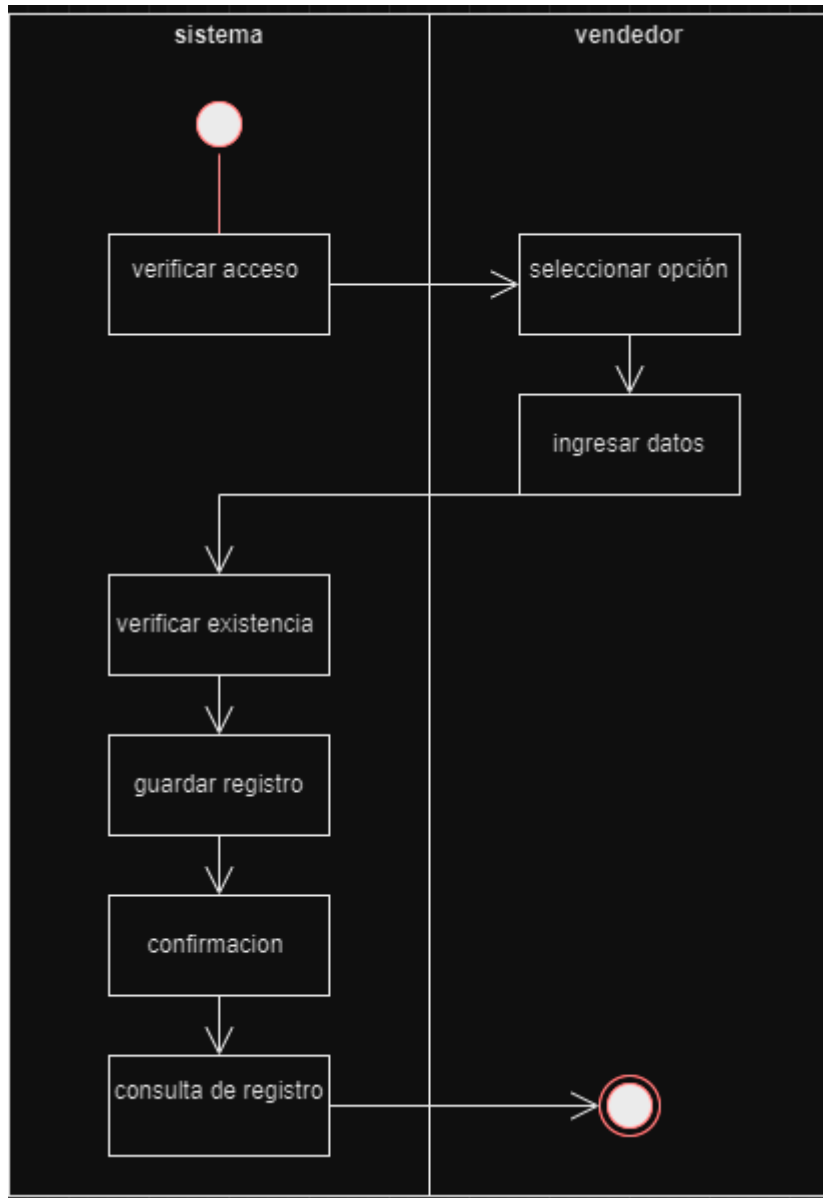 sistema
vendedor
verificar acceso
seleccionar opción
ingresar datos
verificar existencia
guardar registro
confirmacion
consulta de registro